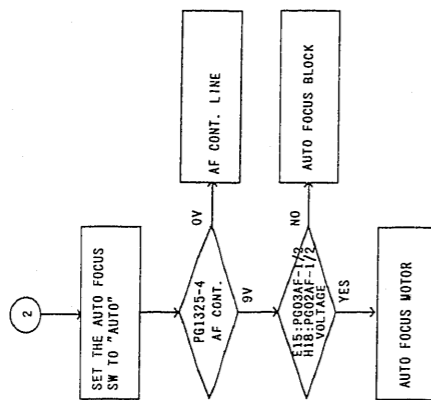 2
SET THE AUTO FOCUS
SW TO "AUTO"
PG1325-4
AF CONT.
0V
AF CONT. LINE
9V
E15:PG03AF-1/2
H18:PG02AF-1/2
VOLTAGE
NO
AUTO FOCUS BLOCK
YES
AUTO FOCUS MOTOR